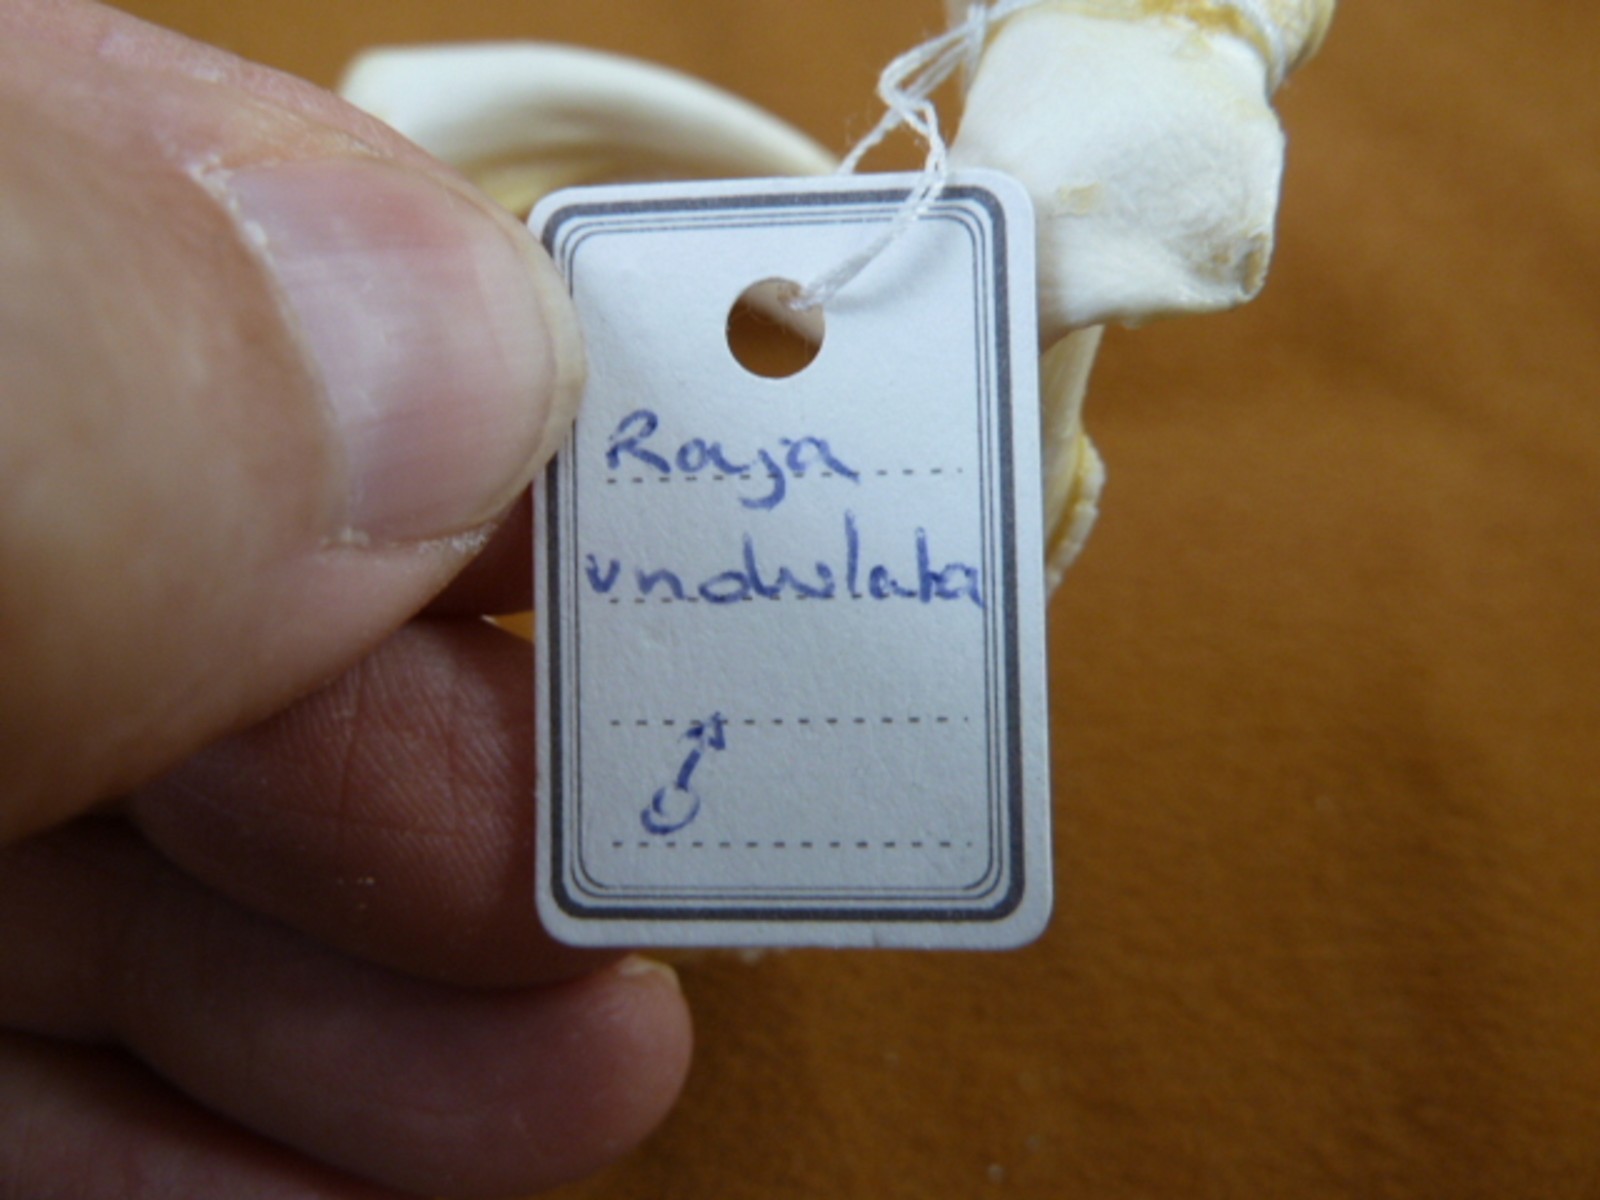 Raja
undulata
♂